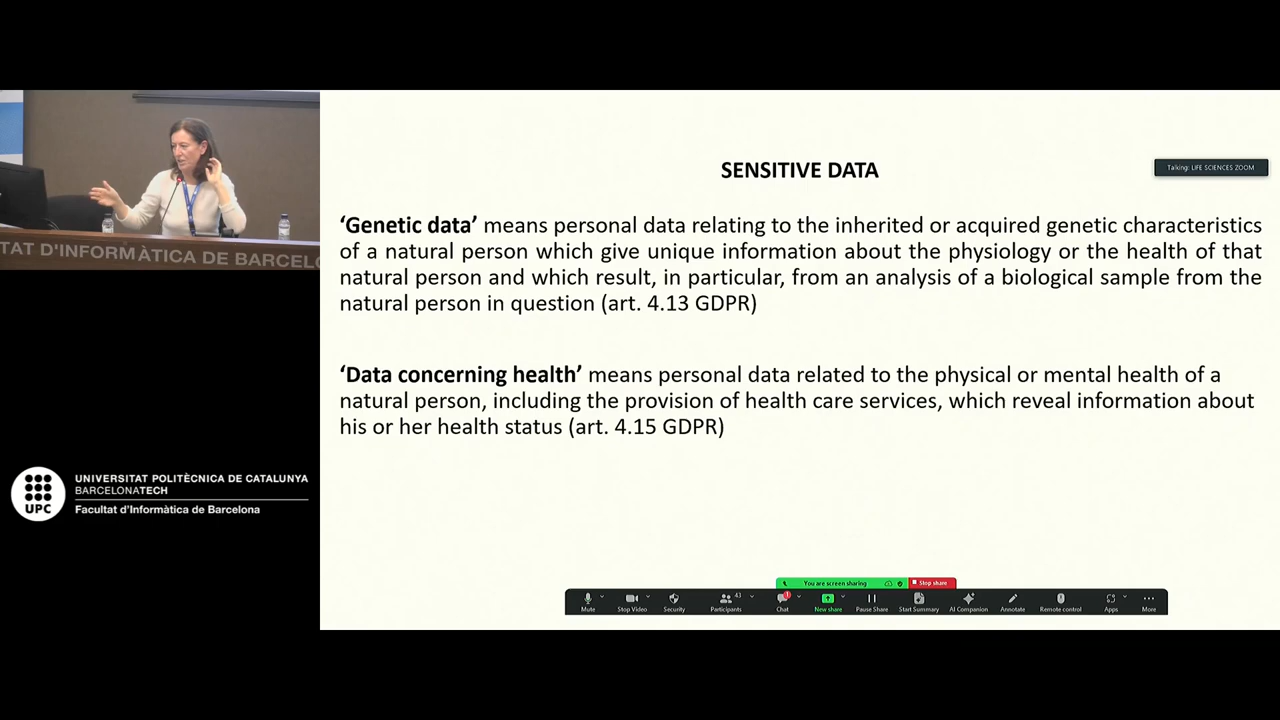 TAT D'INFORMÀTICA DE BARCEL
UNIVERSITAT POLITÈCNICA DE CATALUNYA
BARCELONATECH
Facultat d'Informàtica de Barcelona
UPC
SENSITIVE DATA
Talking: LIFE SCIENCES ZOOM
‘Genetic data’ means personal data relating to the inherited or acquired genetic characteristics
of a natural person which give unique information about the physiology or the health of that
natural person and which result, in particular, from an analysis of a biological sample from the
natural person in question (art. 4.13 GDPR)
‘Data concerning health’ means personal data related to the physical or mental health of a
natural person, including the provision of health care services, which reveal information about
his or her health status (art. 4.15 GDPR)
You are screen sharing
Stop share
Mute
Stop Video
Security
Participants 43
Chat 1
New share
Pause Share
Start Summary
AI Companion
Annotate
Remote control
Apps
More